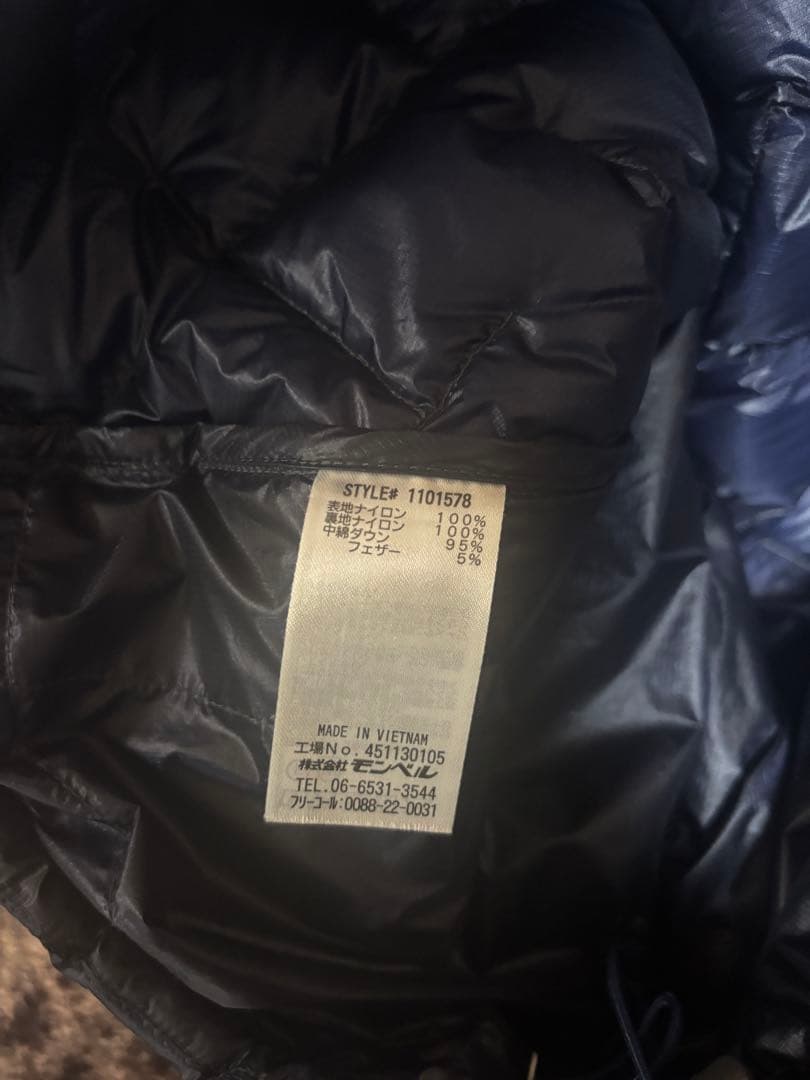 STYLE# 1101578
表地ナイロン 100%
裏地ナイロン 100%
中綿ダウン 95%
フェザー 5%
MADE IN VIETNAM
工場No.451130105
株式会社モンベル
TEL.06-6531-3544
フリーコール:0088-22-0031